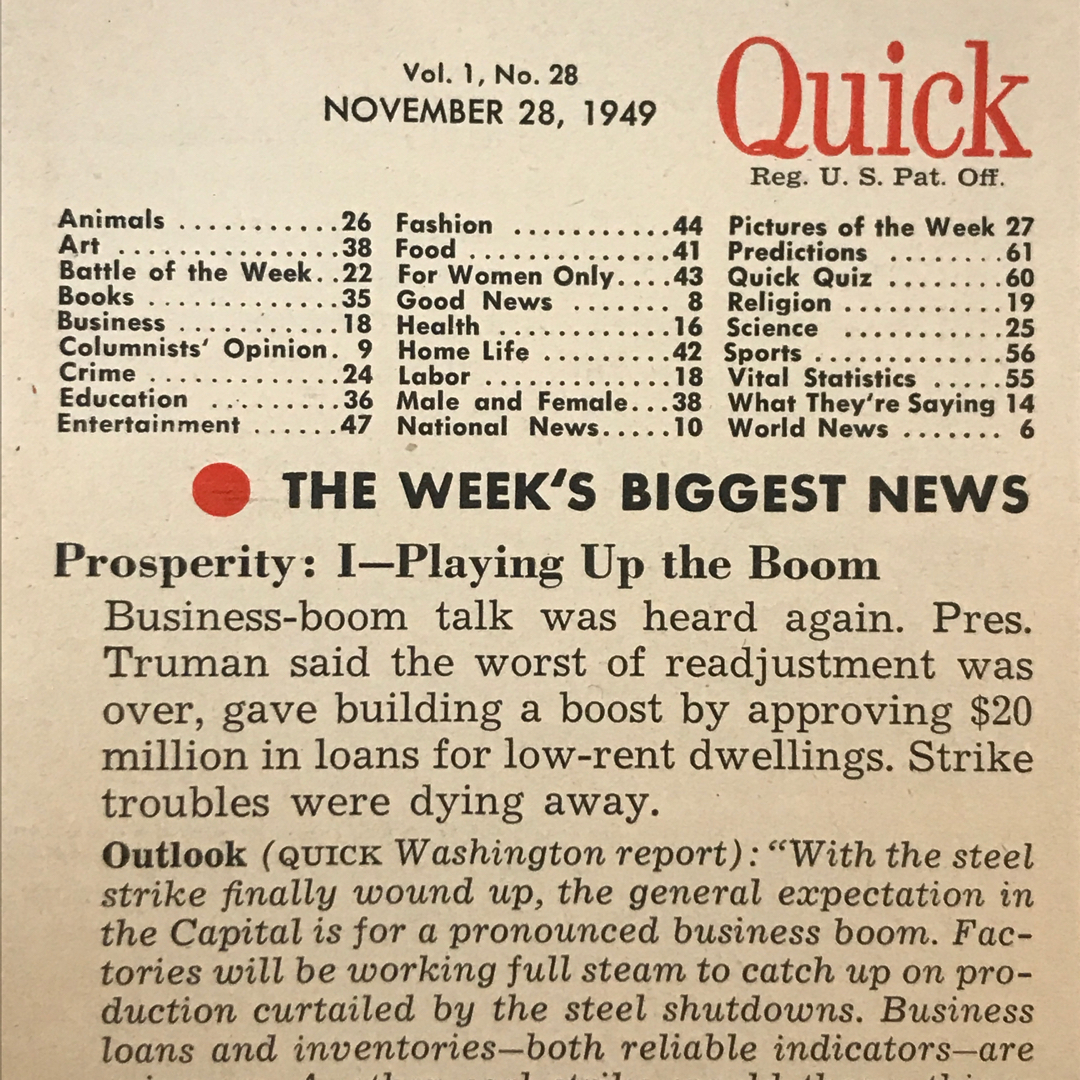 Vol. 1, No. 28
NOVEMBER 28, 1949
Quick
Reg. U. S. Pat. Off.
Animals ...........26
Art ...............38
Battle of the Week..22
Books .............35
Business ...........18
Columnists' Opinion. 9
Crime .............24
Education .........36
Entertainment ......47
Fashion ...........44
Food ..............41
For Women Only....43
Good News ....... 8
Health ............16
Home Life .........42
Labor .............18
Male and Female...38
National News.....10
Pictures of the Week 27
Predictions ........61
Quick Quiz ........60
Religion ...........19
Science ...........25
Sports .............56
Vital Statistics .....55
What They're Saying 14
World News ....... 6
THE WEEK'S BIGGEST NEWS
Prosperity: I—Playing Up the Boom
Business-boom talk was heard again. Pres.
Truman said the worst of readjustment was
over, gave building a boost by approving $20
million in loans for low-rent dwellings. Strike
troubles were dying away.
Outlook (QUICK Washington report): "With the steel
strike finally wound up, the general expectation in
the Capital is for a pronounced business boom. Fac-
tories will be working full steam to catch up on pro-
duction curtailed by the steel shutdowns. Business
loans and inventories—both reliable indicators—are